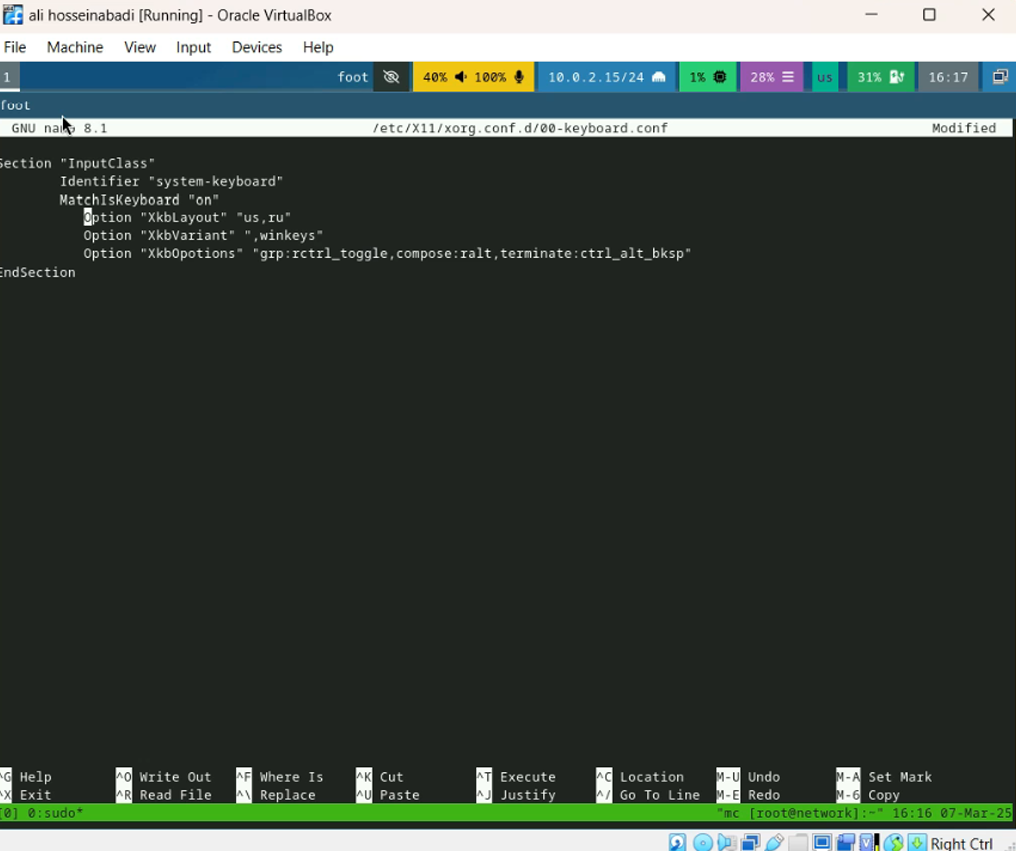 ali hosseinabadi [Running] - Oracle VirtualBox
File Machine View Input Devices Help
1 foot 40% 100% 10.0.2.15/24 1% 28% us 31% 16:17
foot
GNU nano 8.1 /etc/X11/xorg.conf.d/00-keyboard.conf Modified
Section "InputClass"
Identifier "system-keyboard"
MatchIsKeyboard "on"
Option "XkbLayout" "us,ru"
Option "XkbVariant" ",winkeys"
Option "XkbOpotions" "grp:rctrl_toggle,compose:ralt,terminate:ctrl_alt_bksp"
EndSection
^G Help ^O Write Out ^F Where Is ^K Cut ^T Execute ^C Location M-U Undo M-A Set Mark
^X Exit ^R Read File ^\ Replace ^U Paste ^J Justify ^/ Go To Line M-E Redo M-6 Copy
[0] 0:sudo* "mc [root@network]:~" 16:16 07-Mar-25
Right Ctrl